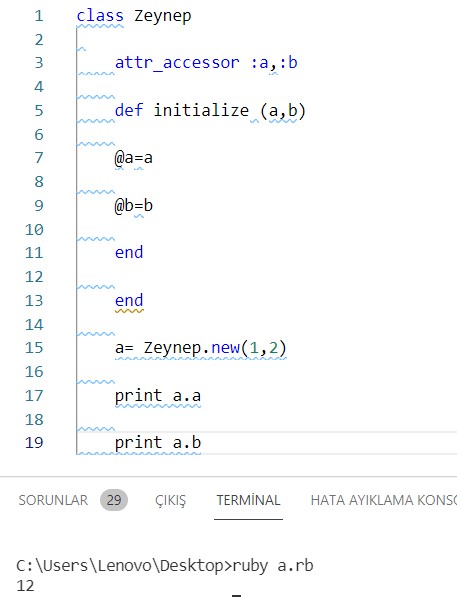 1 class Zeynep
2
3 attr_accessor :a,:b
4
5 def initialize (a,b)
6
7 @a=a
8
9 @b=b
10
11 end
12
13 end
14
15 a= Zeynep.new(1,2)
16
17 print a.a
18
19 print a.b
SORUNLAR 29 ÇIKIŞ TERMİNAL HATA AYIKLAMA KONSO
C:\Users\Lenovo\Desktop>ruby a.rb
12